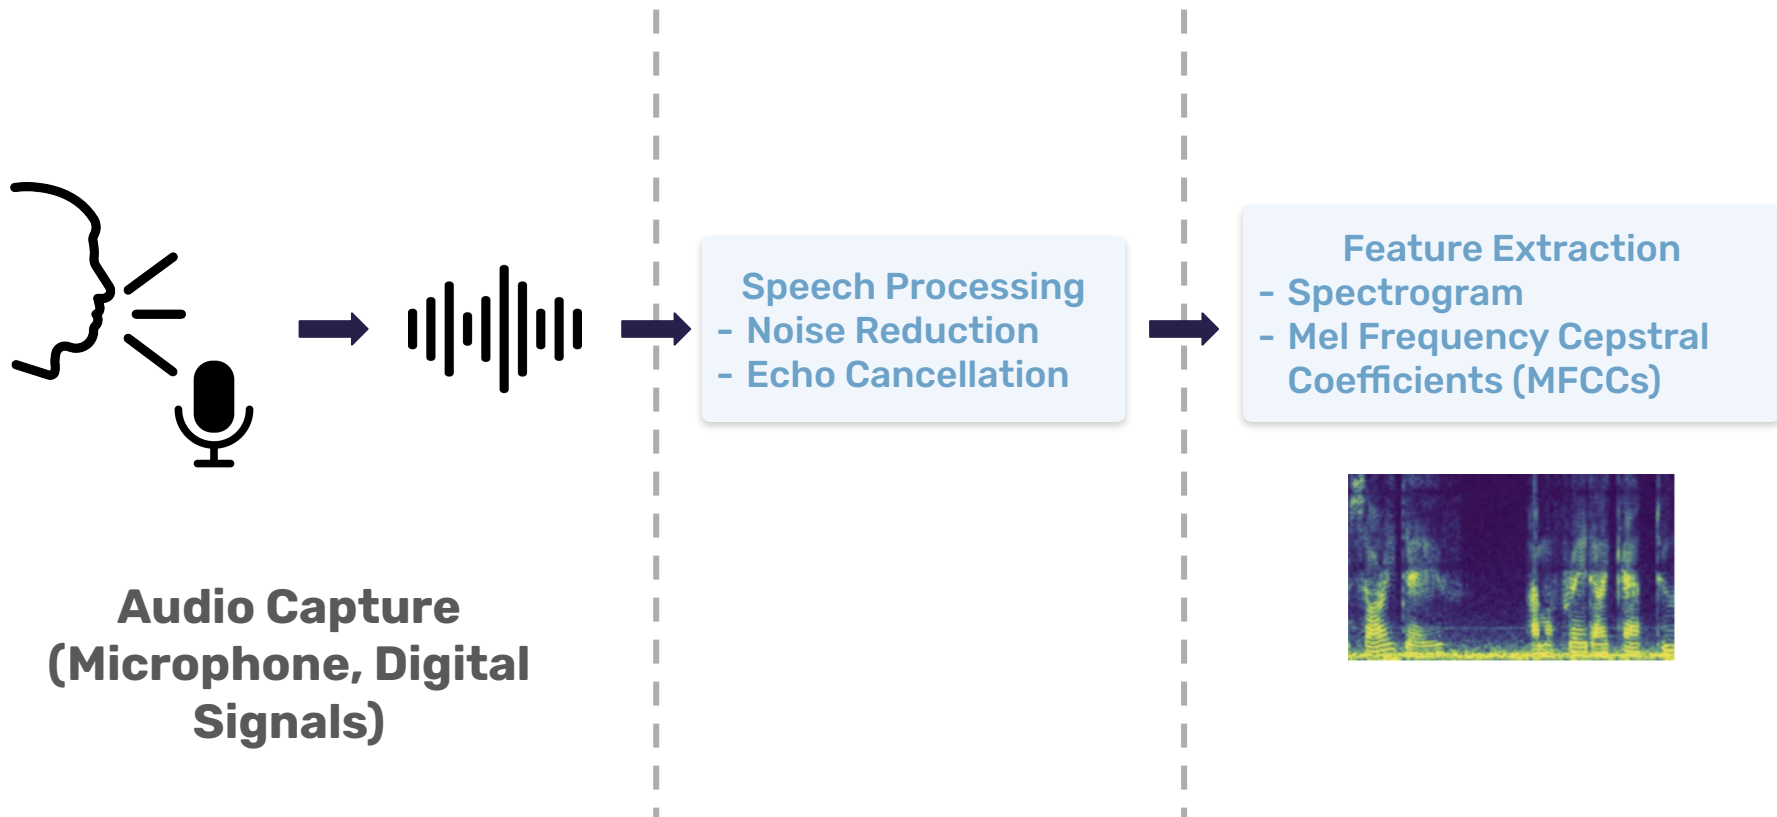 Audio Capture
(Microphone, Digital
Signals)
Speech Processing
- Noise Reduction
- Echo Cancellation
Feature Extraction
- Spectrogram
- Mel Frequency Cepstral
Coefficients (MFCCs)